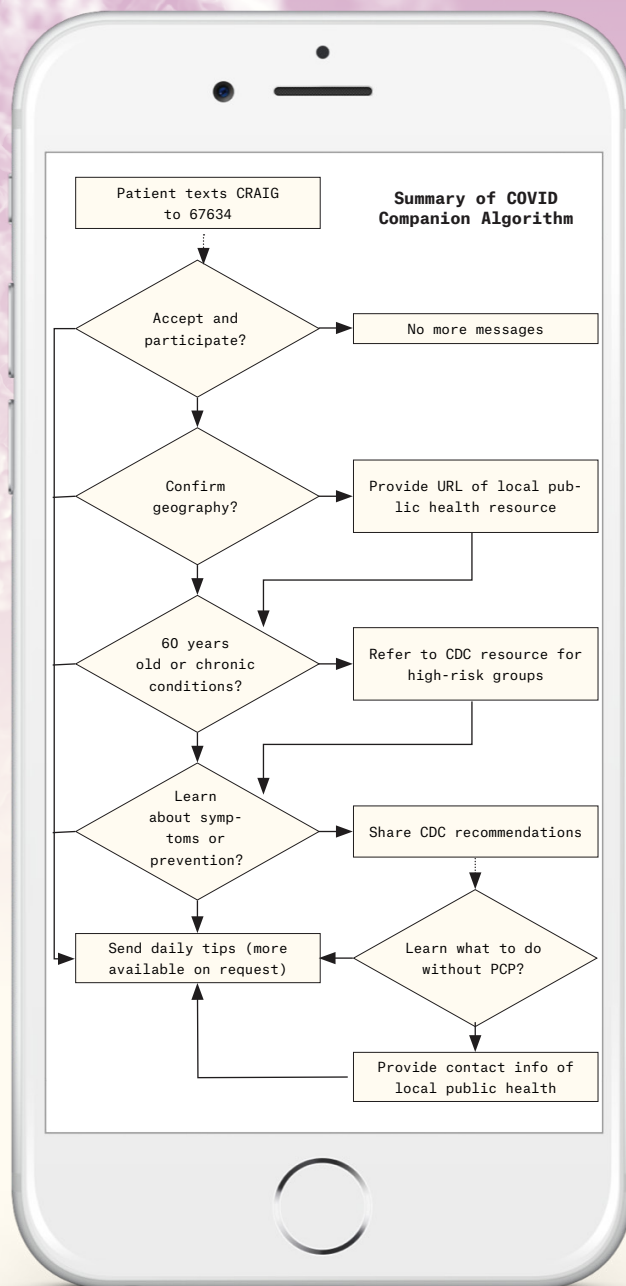 Patient texts CRAIG
to 67634
Summary of COVID
Companion Algorithm
Accept and
participate?
No more messages
Confirm
geography?
Provide URL of local pub-
lic health resource
60 years
old or chronic
conditions?
Refer to CDC resource for
high-risk groups
Learn
about symp-
toms or
prevention?
Share CDC recommendations
Send daily tips (more
available on request)
Learn what to do
without PCP?
Provide contact info of
local public health